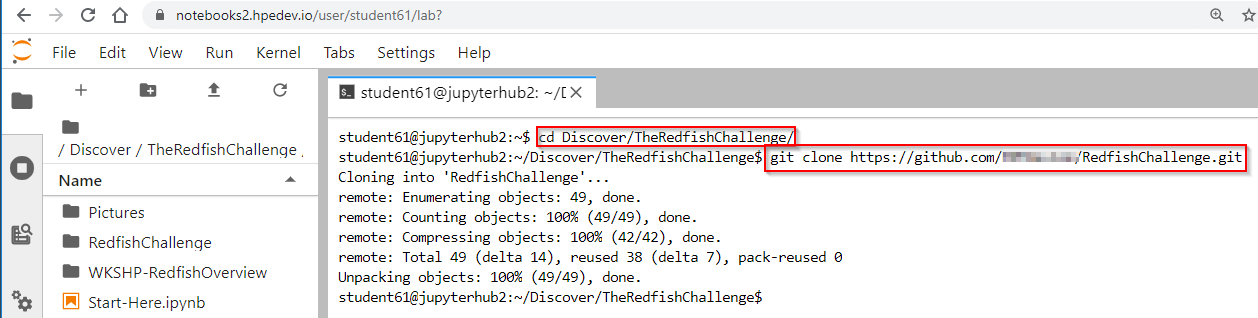 notebooks2.hpedev.io/user/student61/lab?
File Edit View Run Kernel Tabs Settings Help
student61@jupyterhub2: ~/D
/ Discover / TheRedfishChallenge
Name
Pictures
RedfishChallenge
WKSHP-RedfishOverview
Start-Here.ipynb
student61@jupyterhub2:~$ cd Discover/TheRedfishChallenge/
student61@jupyterhub2:~/Discover/TheRedfishChallenge$ git clone https://github.com/ /RedfishChallenge.git
Cloning into 'RedfishChallenge'...
remote: Enumerating objects: 49, done.
remote: Counting objects: 100% (49/49), done.
remote: Compressing objects: 100% (42/42), done.
remote: Total 49 (delta 14), reused 38 (delta 7), pack-reused 0
Unpacking objects: 100% (49/49), done.
student61@jupyterhub2:~/Discover/TheRedfishChallenge$